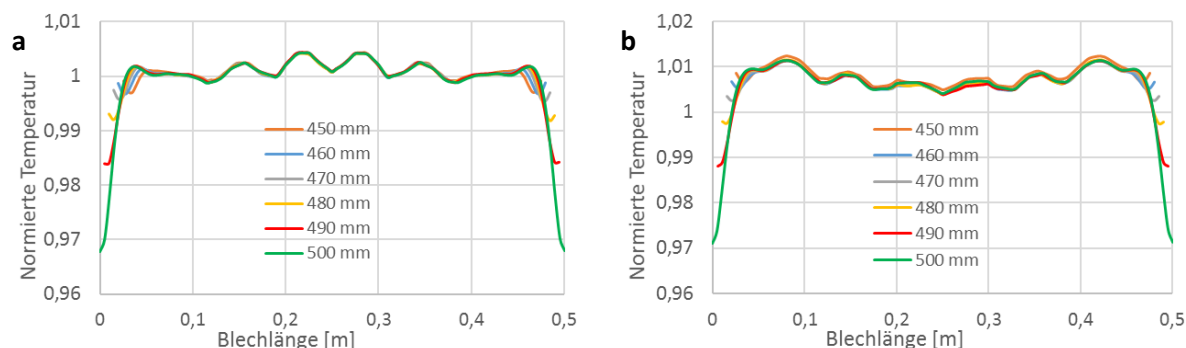 a
Normierte Temperatur
1,01
1
0,99
0,98
0,97
0,96
450 mm
460 mm
470 mm
480 mm
490 mm
500 mm
0 0,1 0,2 0,3 0,4 0,5
Blechlänge [m]
b
Normierte Temperatur
1,02
1,01
1
0,99
0,98
0,97
0,96
450 mm
460 mm
470 mm
480 mm
490 mm
500 mm
0 0,1 0,2 0,3 0,4 0,5
Blechlänge [m]